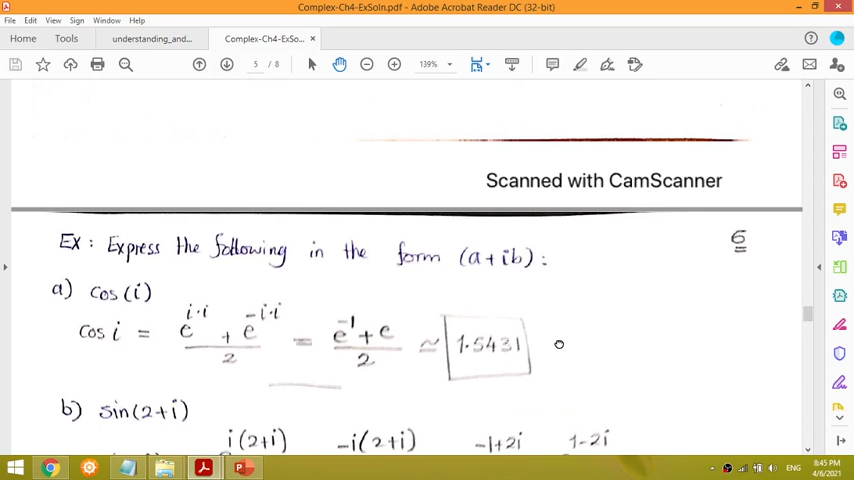 Complex-Ch4-ExSoln.pdf - Adobe Acrobat Reader DC (32-bit)
File Edit View Sign Window Help
Home Tools understanding_and... Complex-Ch4-ExSo... ×
5 / 8 139%
Scanned with CamScanner
6
Ex: Express the following in the form (a+ib):
a) cos(i)
cos i = (e^{i·i} + e^{-i·i})/2 = (e^{-1} + e)/2 ≃ 1.5431
b) sin(2+i)
i(2+i) -i(2+i) -1+2i 1-2i
ENG
8:45 PM
4/6/2021